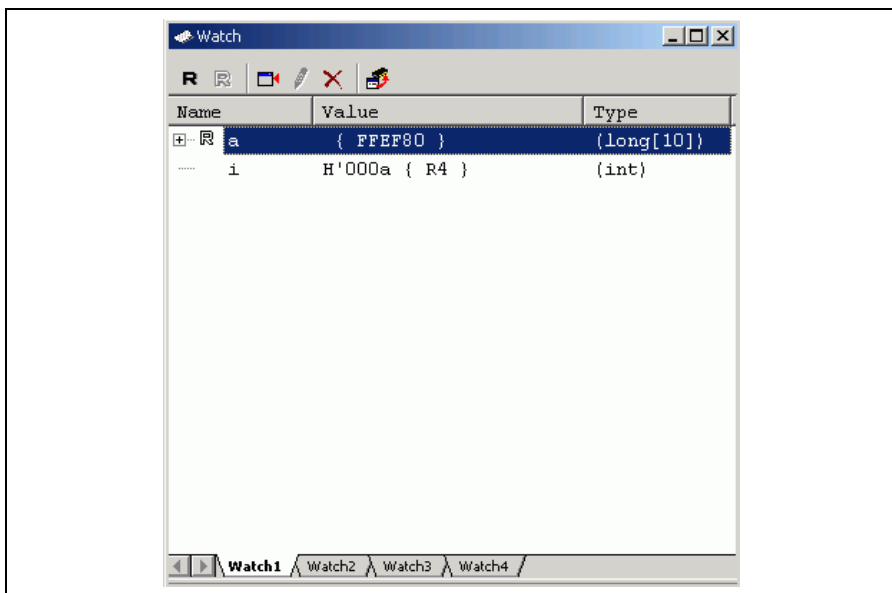 Watch
R R
Name Value Type
R a { FFEF80 } (long[10])
i H'000a { R4 } (int)
Watch1 Watch2 Watch3 Watch4